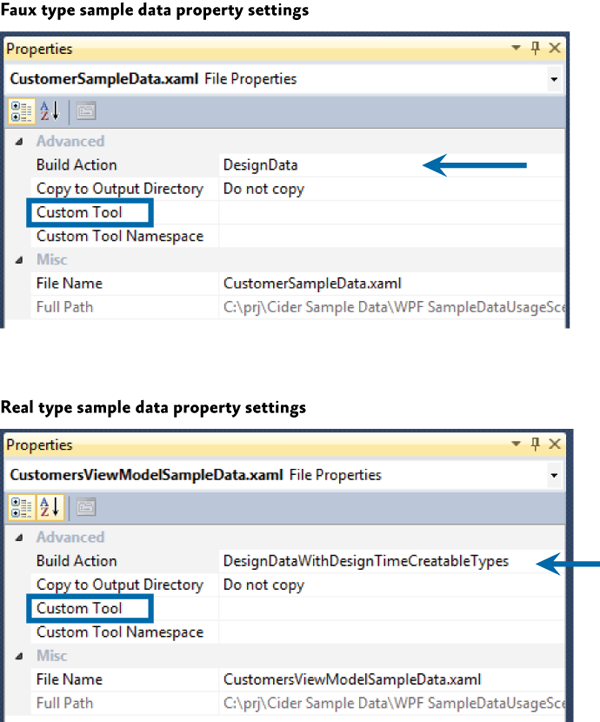 Faux type sample data property settings
Properties
CustomerSampleData.xaml File Properties
Advanced
Build Action DesignData
Copy to Output Directory Do not copy
Custom Tool
Custom Tool Namespace
Misc
File Name CustomerSampleData.xaml
Full Path C:\prj\Cider Sample Data\WPF SampleDataUsageSce
Real type sample data property settings
Properties
CustomersViewModelSampleData.xaml File Properties
Advanced
Build Action DesignDataWithDesignTimeCreatableTypes
Copy to Output Directory Do not copy
Custom Tool
Custom Tool Namespace
Misc
File Name CustomersViewModelSampleData.xaml
Full Path C:\prj\Cider Sample Data\WPF SampleDataUsageSce